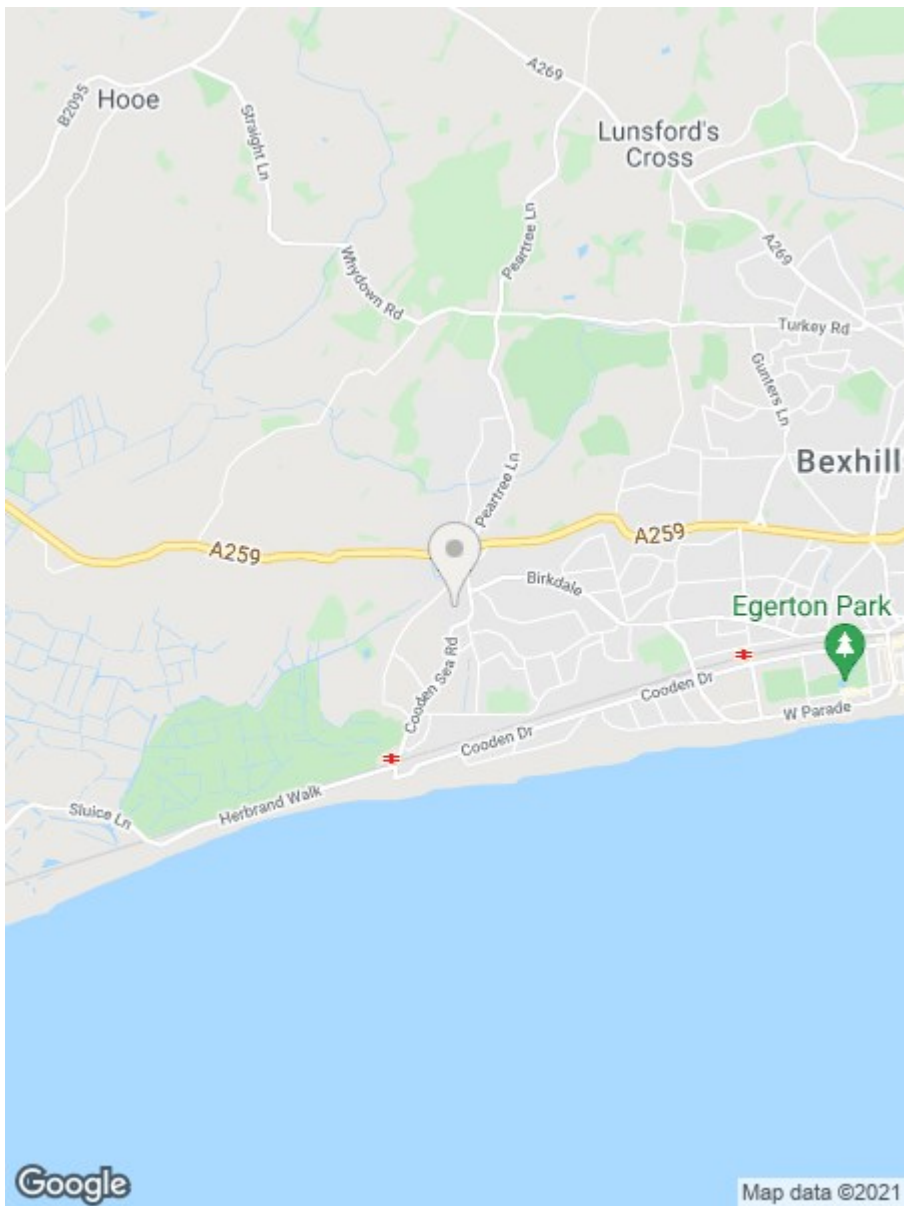 A269
B2095
Hooe
Straight Ln
Lunsford's
Cross
Peartree Ln
A269
Whydown Rd
Turkey Rd
Gunters Ln
Bexhill
Peartree Ln
A259
A259
Birkdale
Egerton Park
Cooden Sea Rd
Cooden Dr
W Parade
Cooden Dr
Herbrand Walk
Sluice Ln
Google
Map data ©2021